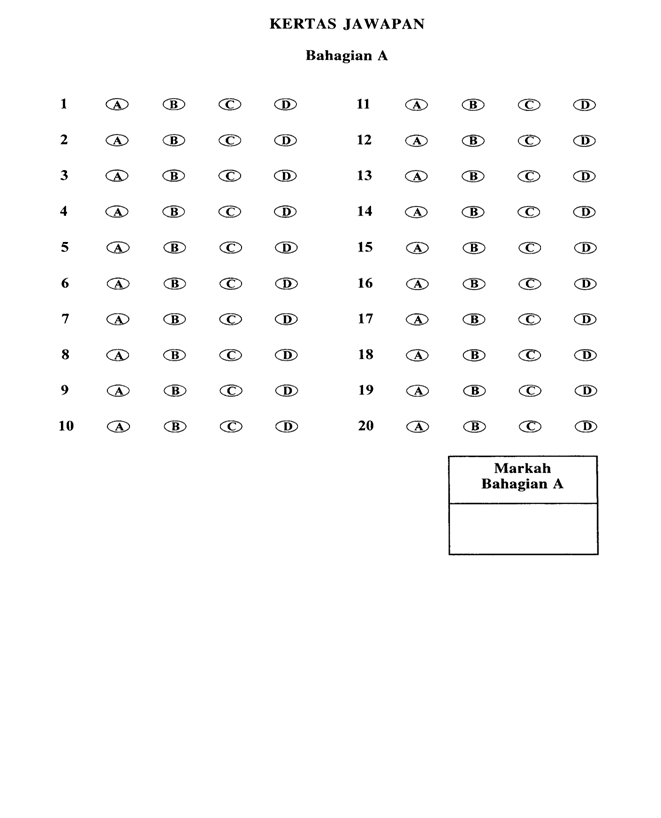 KERTAS JAWAPAN
Bahagian A
1 A B C D 11 A B C D
2 A B C D 12 A B C D
3 A B C D 13 A B C D
4 A B C D 14 A B C D
5 A B C D 15 A B C D
6 A B C D 16 A B C D
7 A B C D 17 A B C D
8 A B C D 18 A B C D
9 A B C D 19 A B C D
10 A B C D 20 A B C D
Markah
Bahagian A